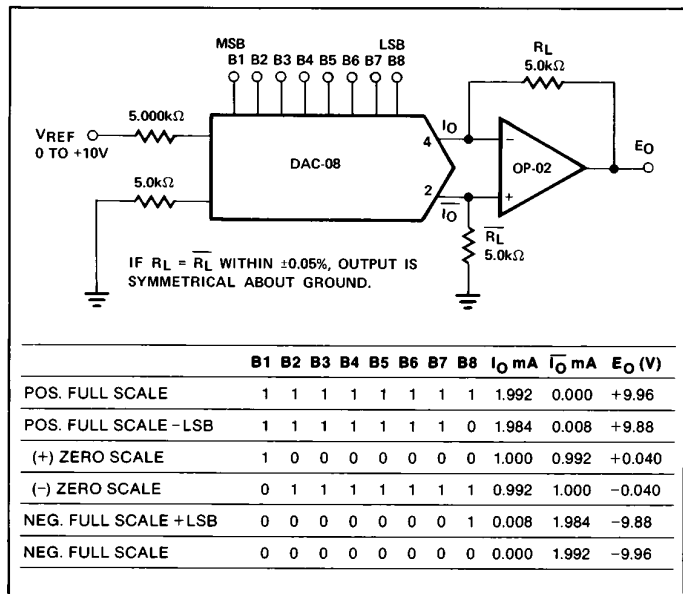 MSB LSB
B1 B2 B3 B4 B5 B6 B7 B8
RL
5.0kΩ
5.000kΩ
VREF
0 TO +10V
IO
4
DAC-08
−
OP-02
EO
2
+
5.0kΩ
IO
RL
5.0kΩ
IF RL = RL WITHIN ±0.05%, OUTPUT IS
SYMMETRICAL ABOUT GROUND.
B1 B2 B3 B4 B5 B6 B7 B8 IO mA IO mA EO (V)
POS. FULL SCALE 1 1 1 1 1 1 1 1 1.992 0.000 +9.96
POS. FULL SCALE −LSB 1 1 1 1 1 1 1 0 1.984 0.008 +9.88
(+) ZERO SCALE 1 0 0 0 0 0 0 0 1.000 0.992 +0.040
(−) ZERO SCALE 0 1 1 1 1 1 1 1 0.992 1.000 −0.040
NEG. FULL SCALE +LSB 0 0 0 0 0 0 0 1 0.008 1.984 −9.88
NEG. FULL SCALE 0 0 0 0 0 0 0 0 0.000 1.992 −9.96